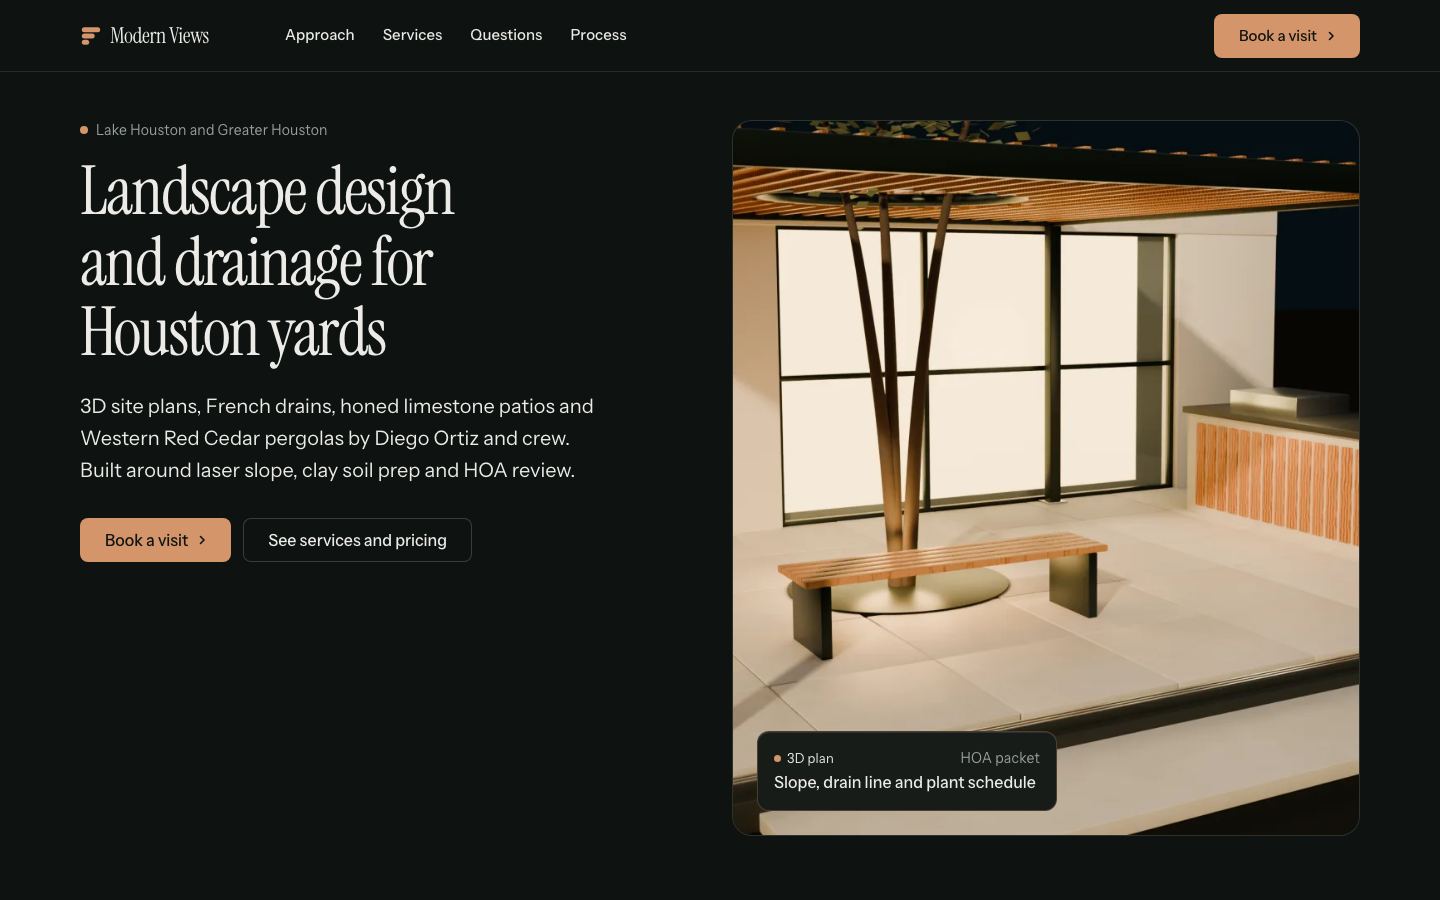 Modern Views
Approach
Services
Questions
Process
Book a visit
Lake Houston and Greater Houston
Landscape design
and drainage for
Houston yards
3D site plans, French drains, honed limestone patios and
Western Red Cedar pergolas by Diego Ortiz and crew.
Built around laser slope, clay soil prep and HOA review.
Book a visit
See services and pricing
3D plan
HOA packet
Slope, drain line and plant schedule